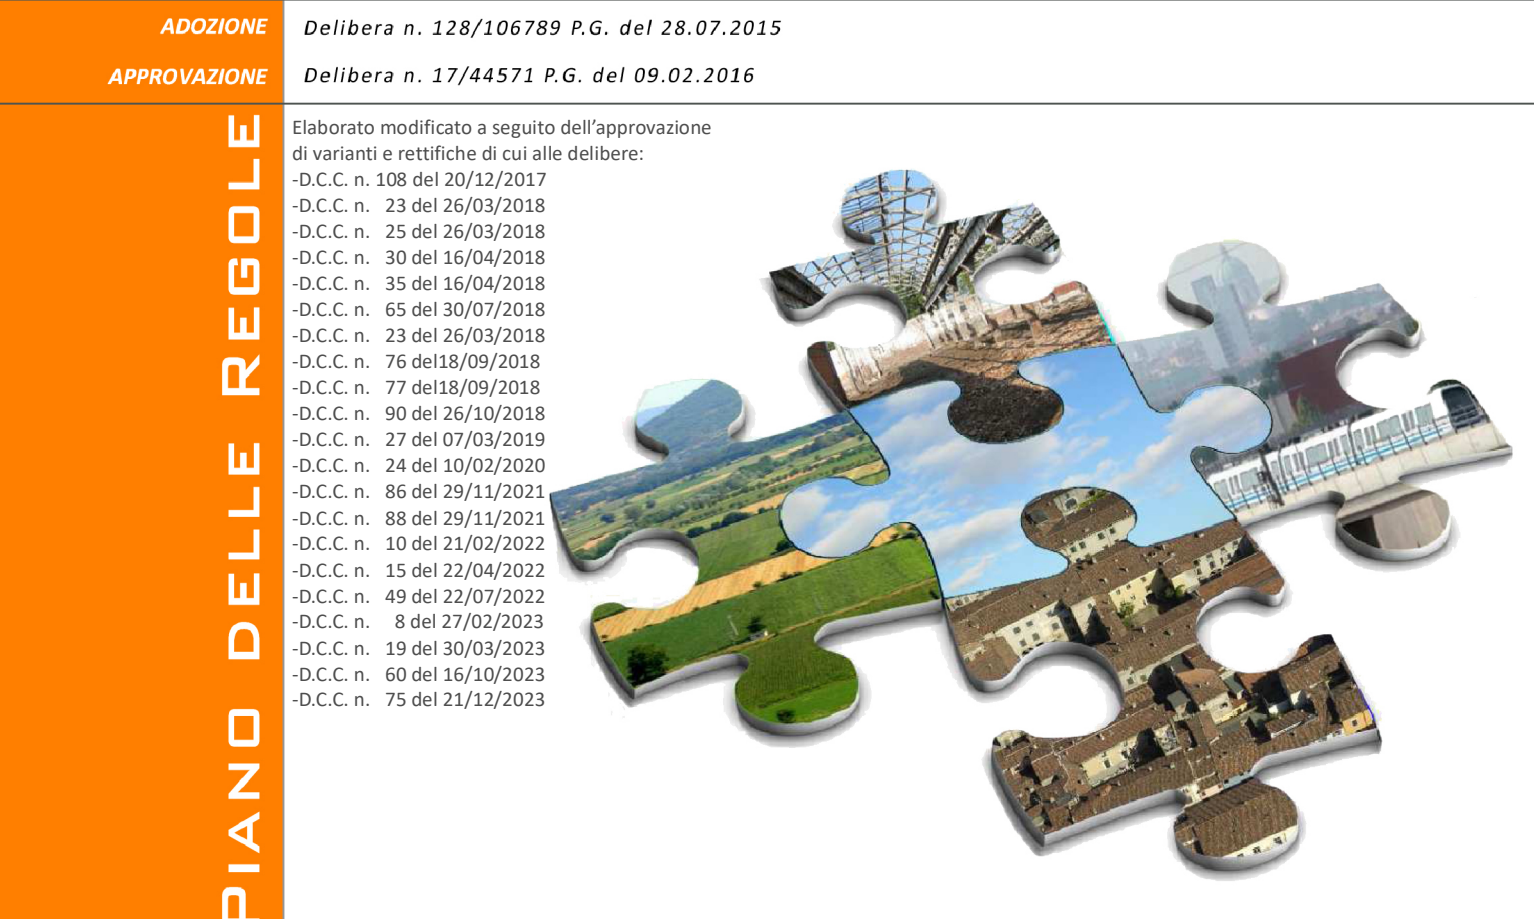 ADOZIONE Delibera n. 128/106789 P.G. del 28.07.2015
APPROVAZIONE Delibera n. 17/44571 P.G. del 09.02.2016
PIANO DELLE REGOLE
Elaborato modificato a seguito dell’approvazione
di varianti e rettifiche di cui alle delibere:
-D.C.C. n. 108 del 20/12/2017
-D.C.C. n. 23 del 26/03/2018
-D.C.C. n. 25 del 26/03/2018
-D.C.C. n. 30 del 16/04/2018
-D.C.C. n. 35 del 16/04/2018
-D.C.C. n. 65 del 30/07/2018
-D.C.C. n. 23 del 26/03/2018
-D.C.C. n. 76 del18/09/2018
-D.C.C. n. 77 del18/09/2018
-D.C.C. n. 90 del 26/10/2018
-D.C.C. n. 27 del 07/03/2019
-D.C.C. n. 24 del 10/02/2020
-D.C.C. n. 86 del 29/11/2021
-D.C.C. n. 88 del 29/11/2021
-D.C.C. n. 10 del 21/02/2022
-D.C.C. n. 15 del 22/04/2022
-D.C.C. n. 49 del 22/07/2022
-D.C.C. n. 8 del 27/02/2023
-D.C.C. n. 19 del 30/03/2023
-D.C.C. n. 60 del 16/10/2023
-D.C.C. n. 75 del 21/12/2023